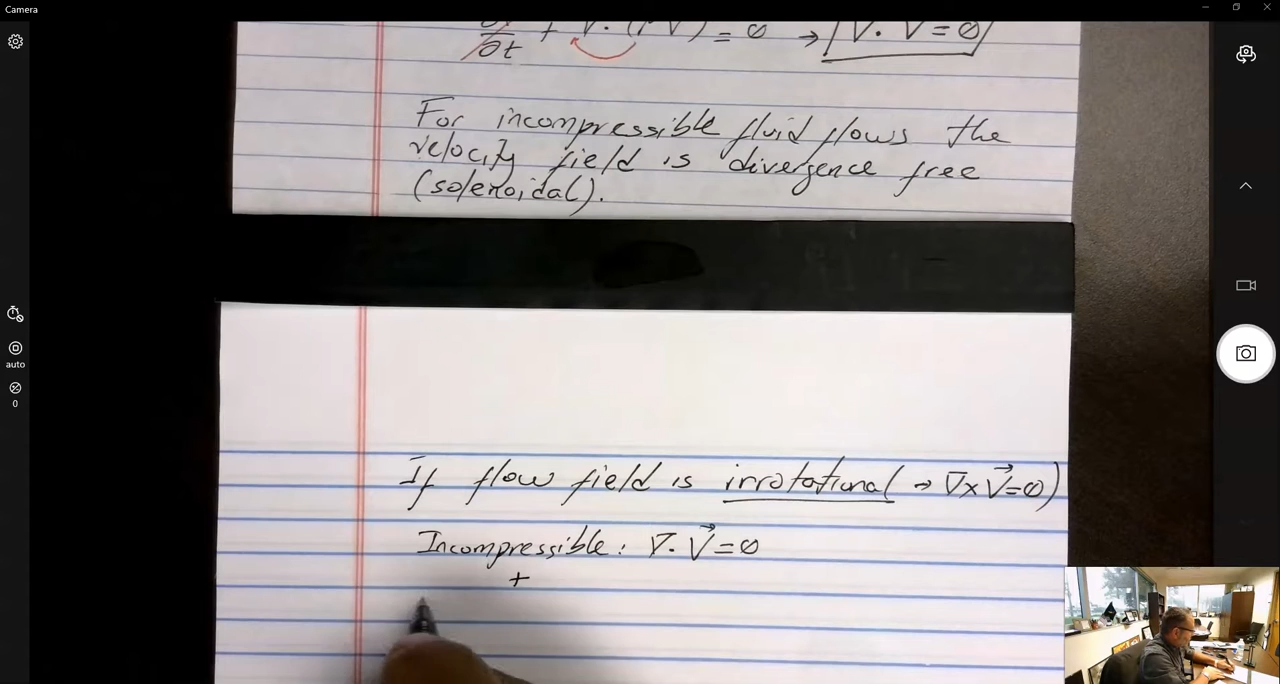 Camera
∂t + ∇·(ρV) = 0 → ∇·V = 0
For incompressible fluid flows the
velocity field is divergence free
(solenoidal).
If flow field is irrotational → ∇×V⃗=0)
Incompressible: ∇·V⃗=0
+
auto
0